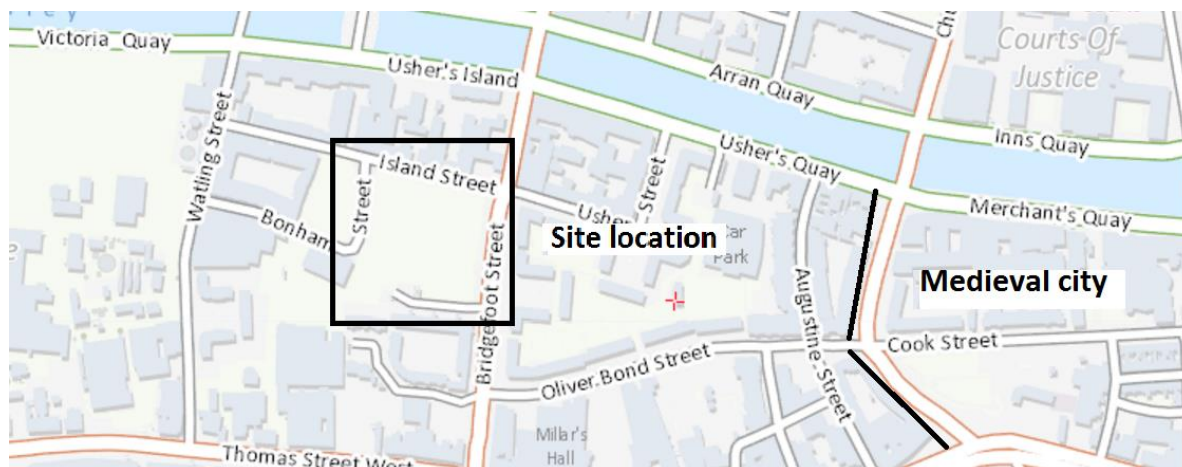 Victoria Quay
Usher's Island
Arran Quay
Courts Of
Justice
Inns Quay
Usher's Quay
Merchant's Quay
Watling Street
Island Street
Bonham
Street
Bridgefoot Street
Street
Site location
Car
Park
Augustine Street
Medieval city
Cook Street
Oliver Bond Street
Millar's
Hall
Thomas Street West